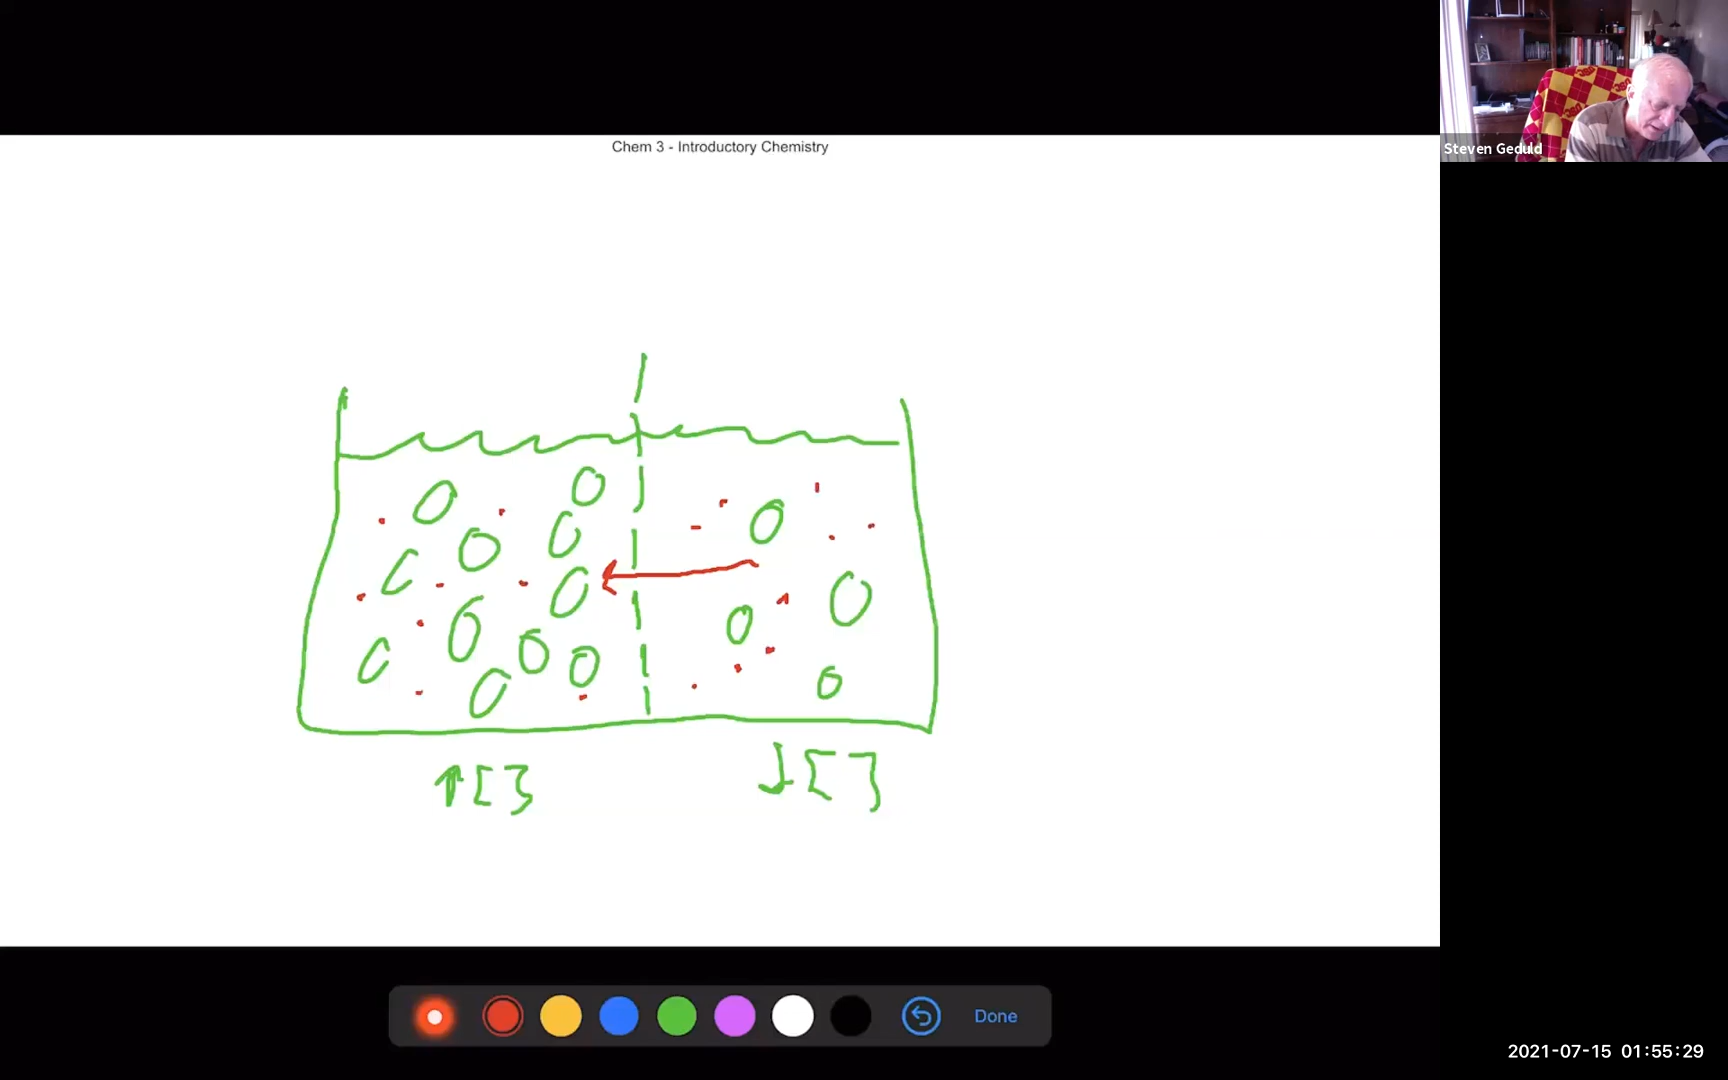 Chem 3 - Introductory Chemistry
Steven Geduld
↑[ ]
↓[ ]
Done
2021-07-15 01:55:29